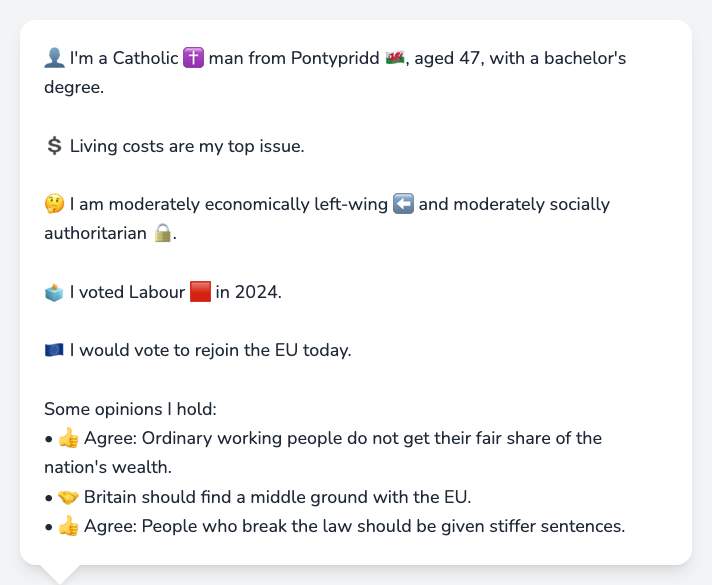 👤 I'm a Catholic ✝️ man from Pontypridd 🏴󠁧󠁢󠁷󠁬󠁳󠁿, aged 47, with a bachelor's
degree.
💲 Living costs are my top issue.
🤔 I am moderately economically left-wing ⬅️ and moderately socially
authoritarian 🔒.
🗳️ I voted Labour 🟥 in 2024.
🇪🇺 I would vote to rejoin the EU today.
Some opinions I hold:
• 👍 Agree: Ordinary working people do not get their fair share of the
nation's wealth.
• 🤝 Britain should find a middle ground with the EU.
• 👍 Agree: People who break the law should be given stiffer sentences.